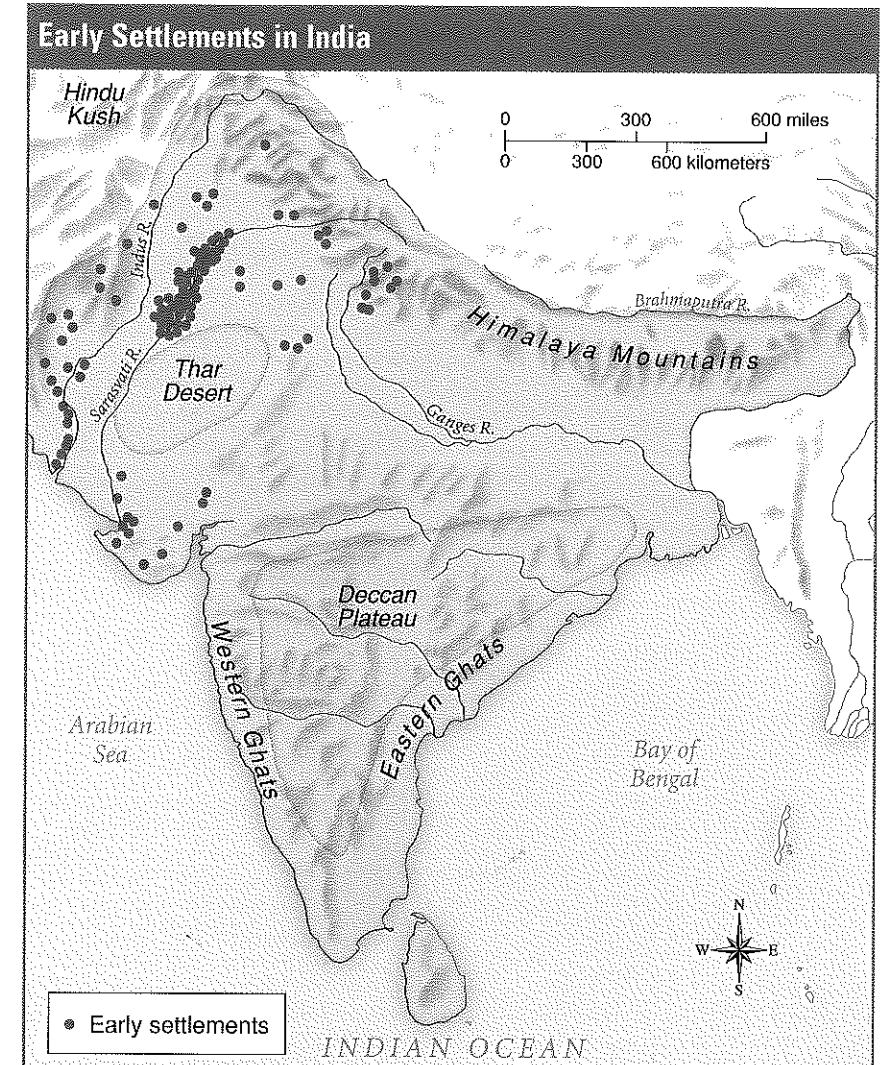 Early Settlements in India
Hindu
Kush
0 300 600 miles
0 300 600 kilometers
Indus R.
Brahmaputra R.
Himalaya Mountains
Sarasvati R.
Thar
Desert
Ganges R.
Deccan
Plateau
Western Ghats
Eastern Ghats
Arabian
Sea
Bay of
Bengal
N
W E
S
Early settlements
INDIAN OCEAN